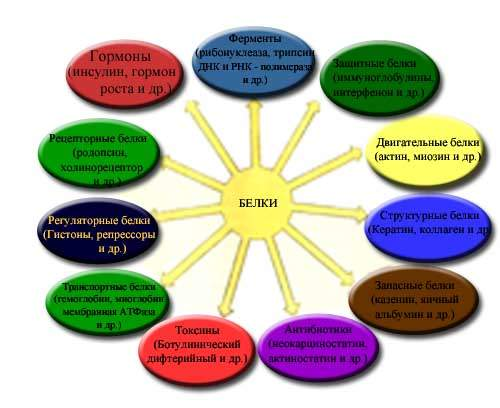 Гормоны
(инсулин, гормон
роста и др.)
Ферменты
(рибонуклеаза, трипсин,
ДНК и РНК - полимераза
и др.)
Защитные белки
(иммуноглобулины,
интерферон и др.)
Рецепторные белки
(родопсин,
холинорецептор
и др.)
Двигательные белки
(актин, миозин и др.)
БЕЛКИ
Регуляторные белки
(Гистоны, репрессоры
и др.)
Структурные белки
(Кератин, коллаген и др
Транспортные белки
(гемоглобин, миоглобин
мембранная АТФаза
и др.)
Запасные белки
(казенин, яичный
альбумин и др.)
Токсины
(Ботулинический
дифтерийный и др.)
Антибиотики
(неокарциностатин,
актиностатин и др.)